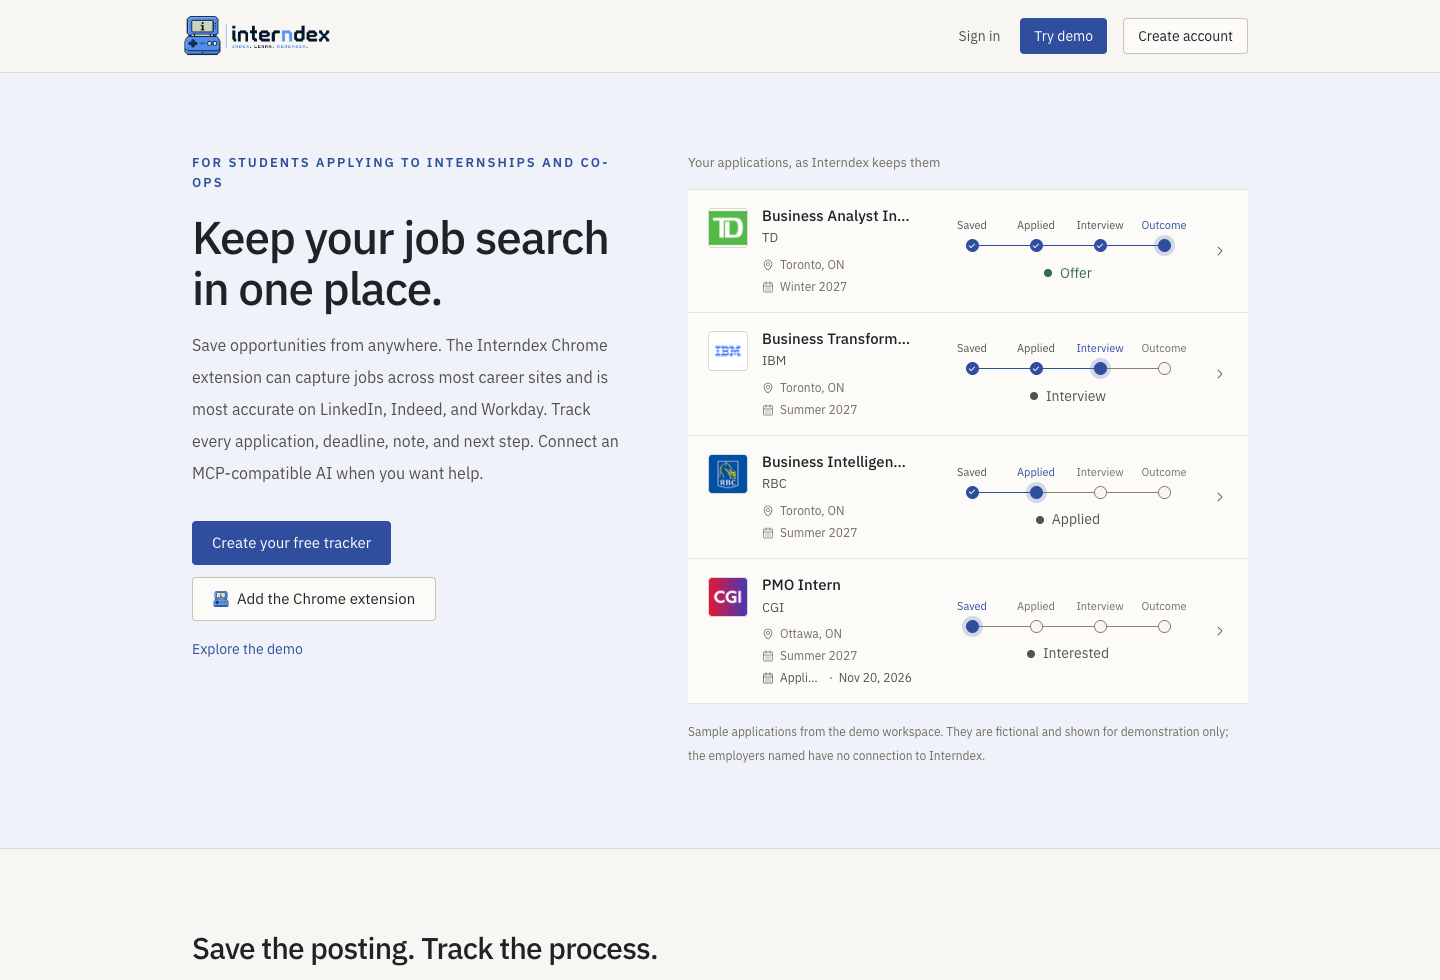 interndex
INDEX. LEARN. REMEMBER.
Sign in
Try demo
Create account
FOR STUDENTS APPLYING TO INTERNSHIPS AND CO-
OPS
Keep your job search
in one place.
Save opportunities from anywhere. The Interndex Chrome
extension can capture jobs across most career sites and is
most accurate on LinkedIn, Indeed, and Workday. Track
every application, deadline, note, and next step. Connect an
MCP-compatible AI when you want help.
Create your free tracker
Add the Chrome extension
Explore the demo
Your applications, as Interndex keeps them
TD
Business Analyst In...
TD
Toronto, ON
Winter 2027
Saved Applied Interview Outcome
Offer
IBM
Business Transform...
IBM
Toronto, ON
Summer 2027
Saved Applied Interview Outcome
Interview
RBC
Business Intelligen...
RBC
Toronto, ON
Summer 2027
Saved Applied Interview Outcome
Applied
CGI
PMO Intern
CGI
Ottawa, ON
Summer 2027
Appli... · Nov 20, 2026
Saved Applied Interview Outcome
Interested
Sample applications from the demo workspace. They are fictional and shown for demonstration only;
the employers named have no connection to Interndex.
Save the posting. Track the process.